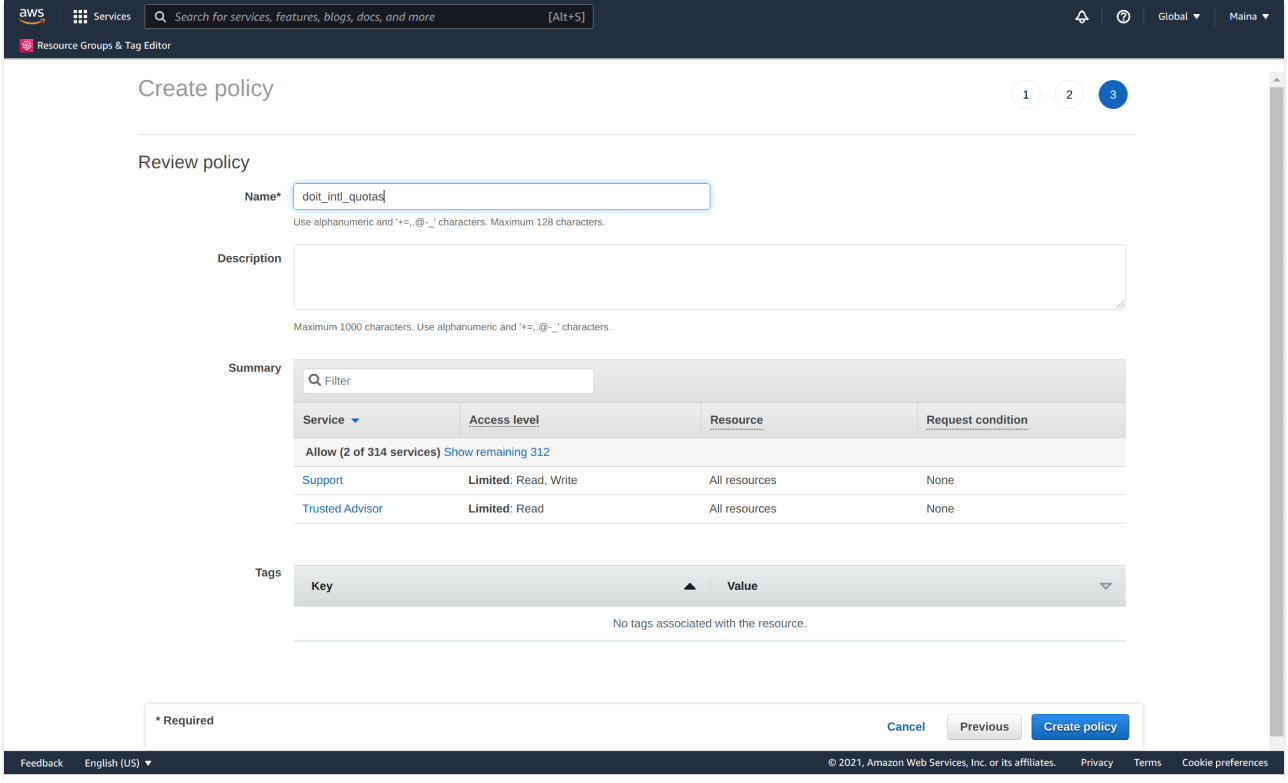 aws Services Search for services, features, blogs, docs, and more [Alt+S] Global ▼ Maina ▼
Resource Groups & Tag Editor
Create policy 1 2 3
Review policy
Name* doit_intl_quotas
Use alphanumeric and '+=,.@-_' characters. Maximum 128 characters.
Description
Maximum 1000 characters. Use alphanumeric and '+=,.@-_' characters.
Summary Filter
Service Access level Resource Request condition
Allow (2 of 314 services) Show remaining 312
Support Limited: Read, Write All resources None
Trusted Advisor Limited: Read All resources None
Tags Key Value
No tags associated with the resource.
* Required Cancel Previous Create policy
Feedback English (US) ▼ © 2021, Amazon Web Services, Inc. or its affiliates. Privacy Terms Cookie preferences